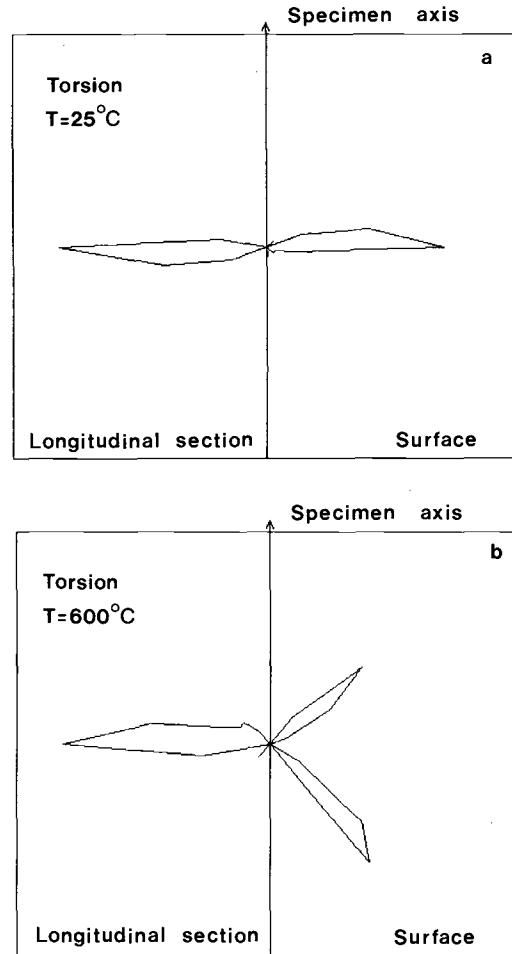 Specimen axis
a
Torsion
T=25°C
Longitudinal section
Surface
Specimen axis
b
Torsion
T=600°C
Longitudinal section
Surface